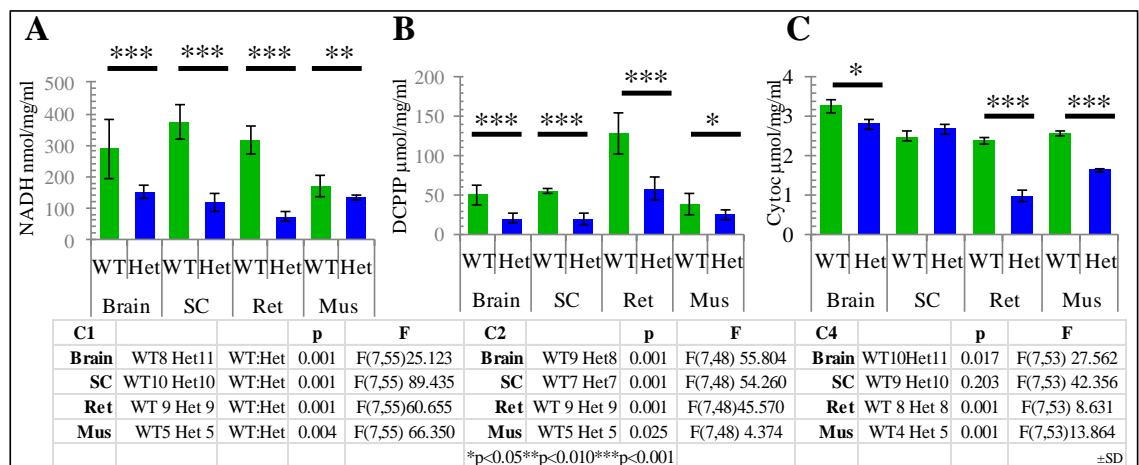 A B C
*** *** *** **
*** *** *** *
* *** ***
NADH nmol/mg/ml
500
400
300
200
100
0
WT Het WT Het WT Het WT Het
Brain SC Ret Mus
DCPIP µmol/mg/ml
200
150
100
50
0
WT Het WT Het WT Het WT Het
Brain SC Ret Mus
Cytoc µmol/mg/ml
4
3
2
1
0
WT Het WT Het WT Het WT Het
Brain SC Ret Mus
C1 p F C2 p F C4 p F
Brain WT8 Het11 WT:Het 0.001 F(7,55)25.123 Brain WT9 Het8 0.001 F(7,48) 55.804 Brain WT10Het11 0.017 F(7,53) 27.562
SC WT10 Het10 WT:Het 0.001 F(7,55) 89.435 SC WT7 Het7 0.001 F(7,48) 54.260 SC WT9 Het10 0.203 F(7,53) 42.356
Ret WT 9 Het 9 WT:Het 0.001 F(7,55)60.655 Ret WT 9 Het 9 0.001 F(7,48)45.570 Ret WT 8 Het 8 0.001 F(7,53) 8.631
Mus WT5 Het 5 WT:Het 0.004 F(7,55) 66.350 Mus WT5 Het 5 0.025 F(7,48) 4.374 Mus WT4 Het 5 0.001 F(7,53)13.864
*p<0.05**p<0.010***p<0.001 ±SD